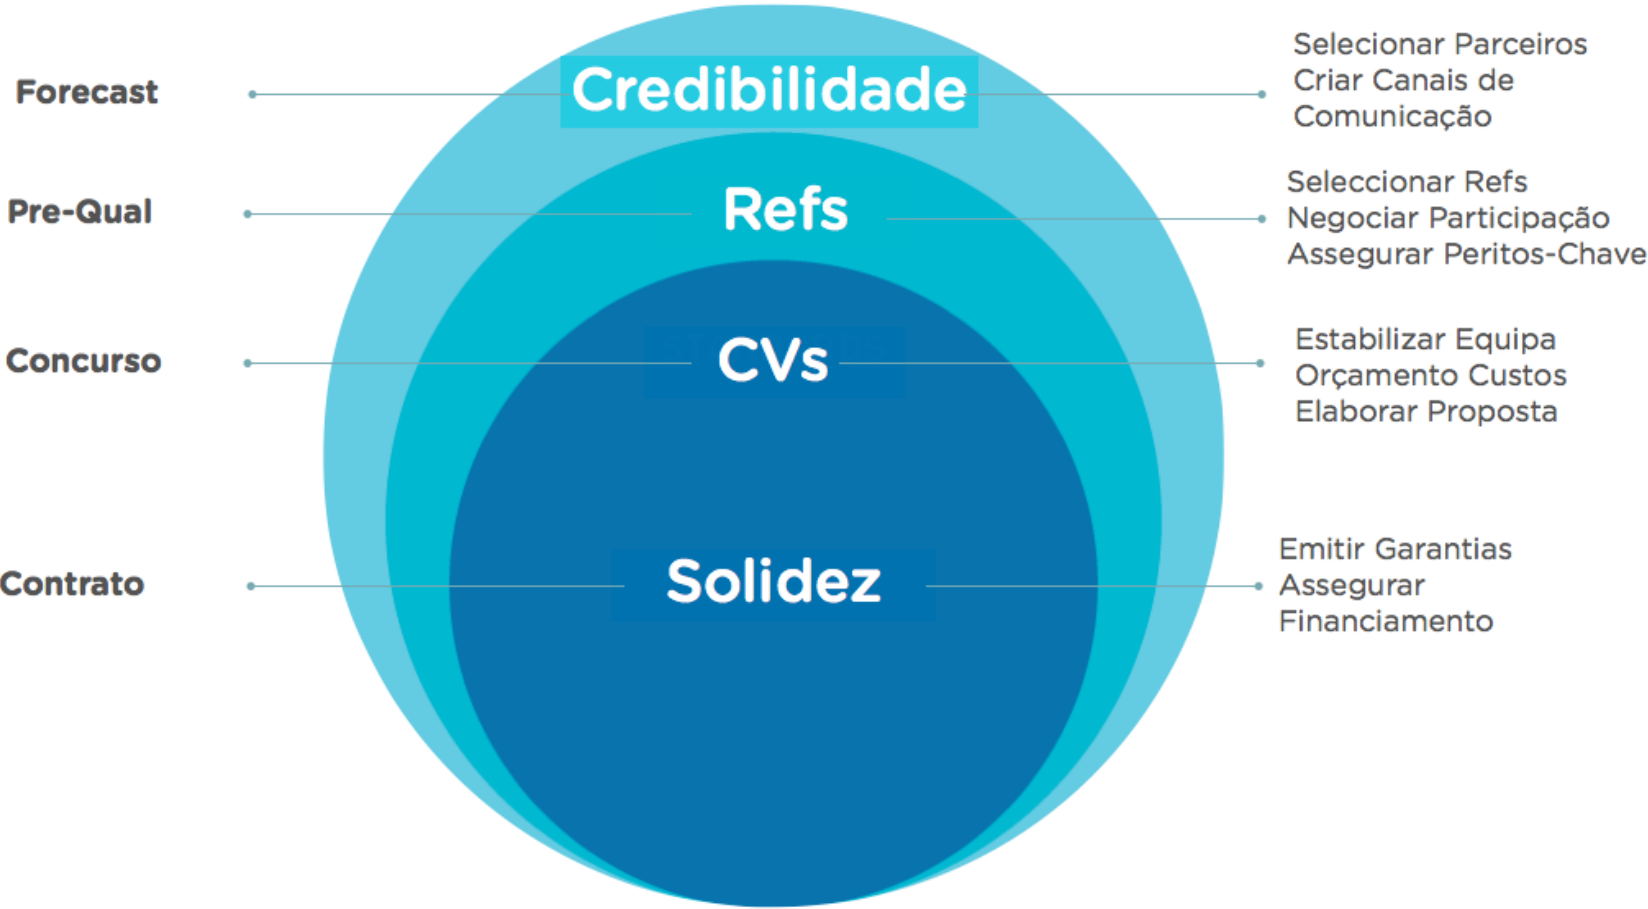 Forecast
Credibilidade
Selecionar Parceiros
Criar Canais de
Comunicação
Pre-Qual
Refs
Seleccionar Refs
Negociar Participação
Assegurar Peritos-Chave
Concurso
CVs
Estabilizar Equipa
Orçamento Custos
Elaborar Proposta
Contrato
Solidez
Emitir Garantias
Assegurar
Financiamento